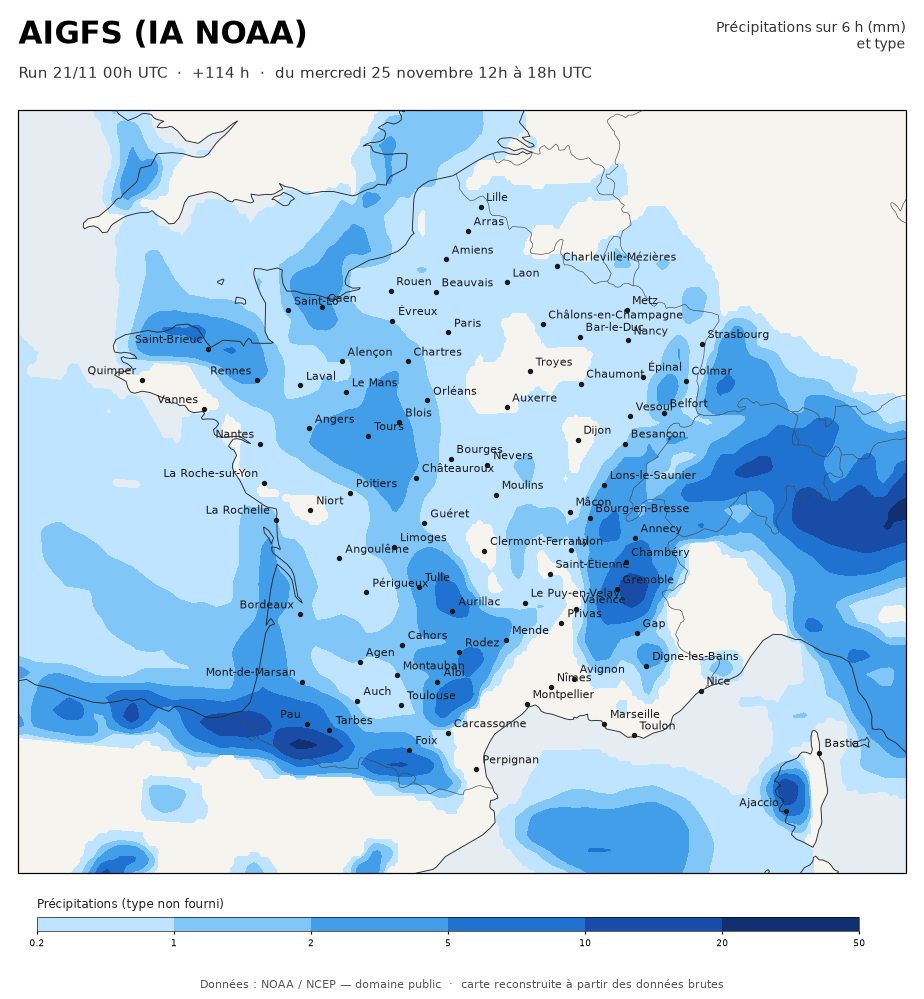 AIGFS (IA NOAA)
Précipitations sur 6 h (mm)
et type
Run 21/11 00h UTC · +114 h · du mercredi 25 novembre 12h à 18h UTC
Lille
Arras
Amiens
Charleville-Mézières
Laon
Rouen
Beauvais
Saint-Lô
Caen
Metz
Évreux
Châlons-en-Champagne
Paris
Bar-le-Duc
Nancy
Strasbourg
Saint-Brieuc
Alençon
Chartres
Troyes
Quimper
Rennes
Laval
Épinal
Colmar
Chaumont
Le Mans
Orléans
Vannes
Auxerre
Belfort
Vesoul
Blois
Angers
Tours
Nantes
Dijon
Besançon
Bourges
Nevers
La Roche-sur-Yon
Châteauroux
Lons-le-Saunier
Moulins
Poitiers
Niort
La Rochelle
Mâcon
Bourg-en-Bresse
Guéret
Annecy
Limoges
Clermont-Ferrand
Lyon
Angoulême
Chambéry
Saint-Étienne
Tulle
Grenoble
Périgueux
Le Puy-en-Velay
Valence
Bordeaux
Aurillac
Privas
Mende
Gap
Cahors
Rodez
Agen
Digne-les-Bains
Montauban
Albi
Avignon
Mont-de-Marsan
Nîmes
Nice
Auch
Toulouse
Montpellier
Pau
Tarbes
Marseille
Toulon
Carcassonne
Foix
Bastia
Perpignan
Ajaccio
Précipitations (type non fourni)
0.2 1 2 5 10 20 50
Données : NOAA / NCEP — domaine public · carte reconstruite à partir des données brutes